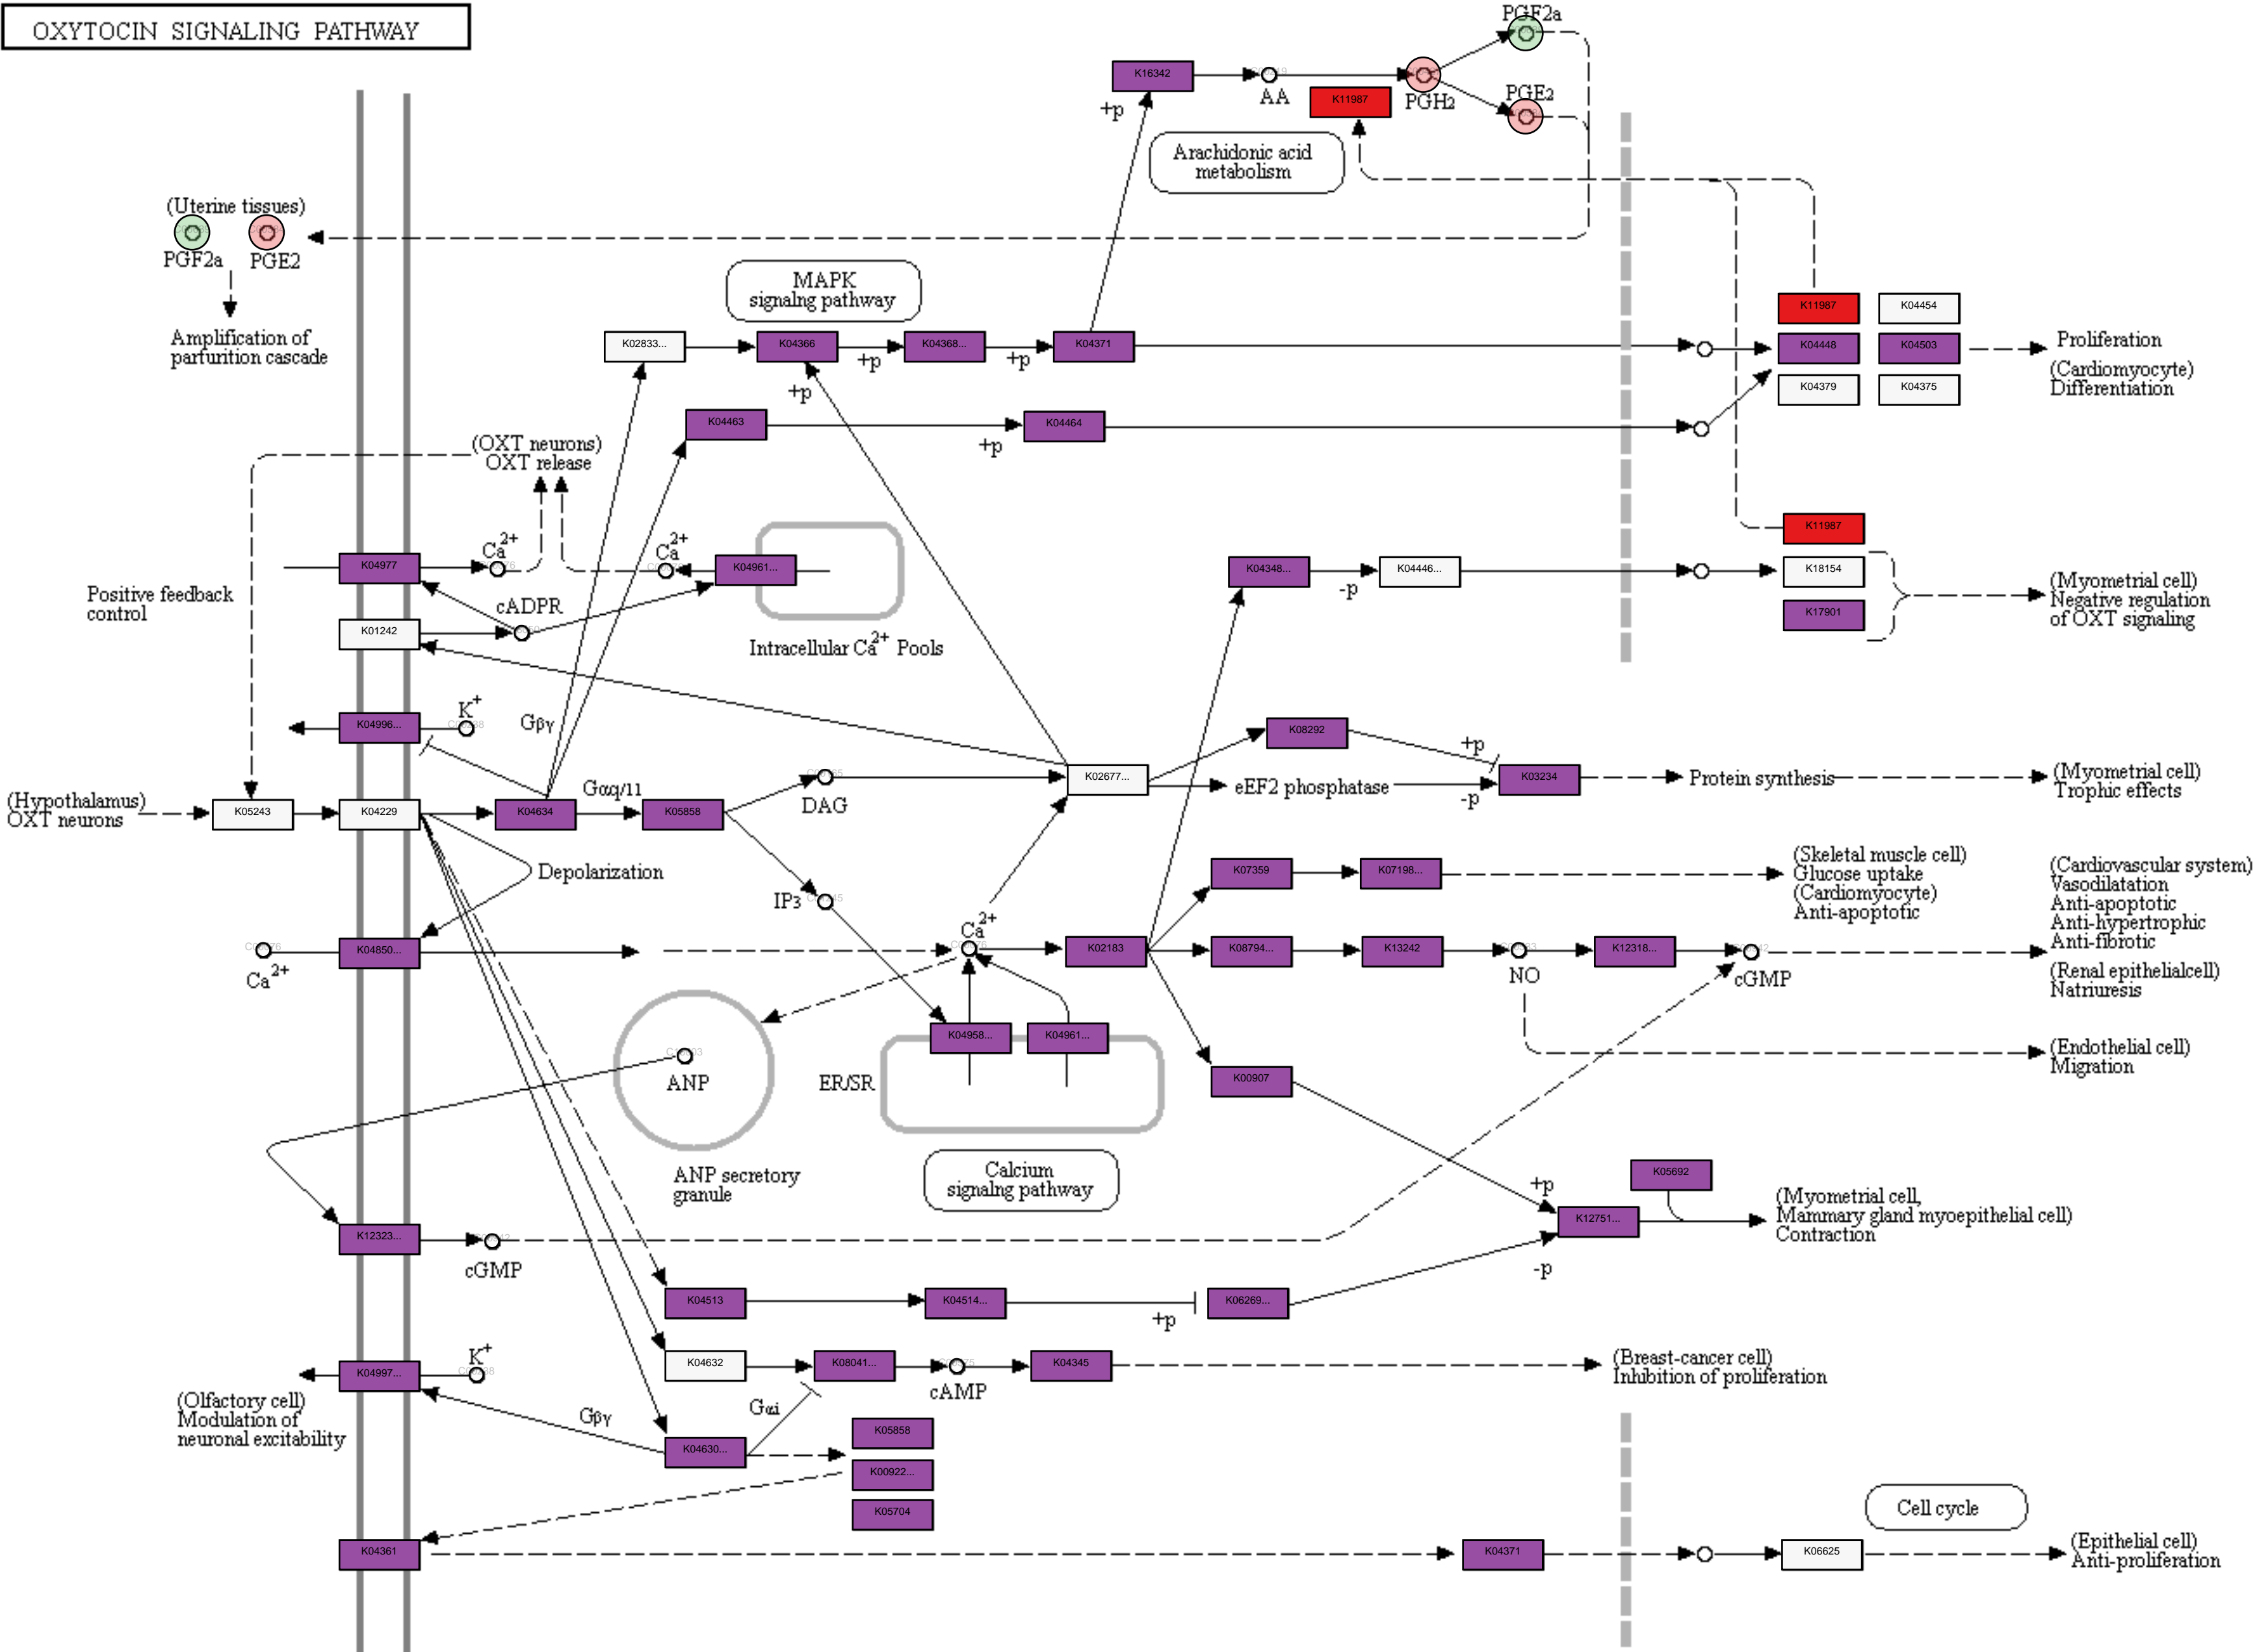 OXYTOCIN SIGNALING PATHWAY
PGF2a
K16342
AA
K11987
PGH2
PGE2
+p
Arachidonic acid
metabolism
(Uterine tissues)
PGF2a
PGE2
Amplification of
parturition cascade
MAPK
signalng pathway
K02833...
K04366
+p
K04368...
+p
K04371
+p
K11987
K04454
K04448
K04503
K04379
K04375
Proliferation
(Cardiomyocyte)
Differentiation
K04463
+p
K04464
(OXT neurons)
OXT release
K11987
K04977
Ca2+
Ca2+
K04961...
Positive feedback
control
cADPR
K01242
Intracellular Ca2+ Pools
K04348...
-p
K04446...
K18154
K17901
(Myometrial cell)
Negative regulation
of OXT signaling
K04996...
K+
Gβγ
K08292
+p
(Hypothalamus)
OXT neurons
K05243
K04229
K04634
Gαq/11
K05858
DAG
K02677...
eEF2 phosphatase
-p
K03234
Protein synthesis
(Myometrial cell)
Trophic effects
Depolarization
IP3
K07359
K07198...
(Skeletal muscle cell)
Glucose uptake
(Cardiomyocyte)
Anti-apoptotic
(Cardiovascular system)
Vasodilatation
Anti-apoptotic
Anti-hypertrophic
Anti-fibrotic
(Renal epithelialcell)
Natriuresis
Ca2+
K04850...
Ca2+
K02183
K08794...
K13242
NO
K12318...
cGMP
ANP
ANP secretory
granule
K04958...
K04961...
ER/SR
K00907
(Endothelial cell)
Migration
Calcium
signalng pathway
+p
K05692
K12751...
-p
(Myometrial cell,
Mammary gland myoepithelial cell)
Contraction
K12323...
cGMP
K04513
K04514...
+p
K06269...
K04997...
K+
K04632
K08041...
cAMP
K04345
(Breast-cancer cell)
Inhibition of proliferation
(Olfactory cell)
Modulation of
neuronal excitability
Gβγ
Gαi
K04630...
K05858
K00922...
K05704
Cell cycle
K04361
K04371
K06625
(Epithelial cell)
Anti-proliferation